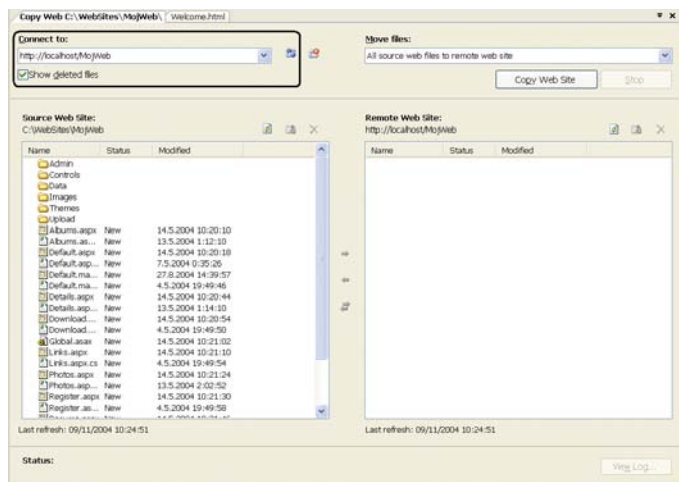 Copy Web C:\WebSites\MojWeb\ Welcome.html
Connect to:
http://localhost/MojWeb
Show deleted files
Move files:
All source web files to remote web site
Copy Web Site Stop
Source Web Site:
C:\WebSites\MojWeb
Name Status Modified
Admin
Controls
Data
Images
Themes
Upload
Albums.aspx New 14.5.2004 10:20:10
Albums.as... New 13.5.2004 1:12:10
Default.aspx New 14.5.2004 10:20:18
Default.asp... New 7.5.2004 0:35:26
Default.ma... New 27.8.2004 14:39:57
Default.ma... New 4.5.2004 19:49:46
Details.aspx New 14.5.2004 10:20:44
Details.asp... New 13.5.2004 1:14:10
Download.... New 14.5.2004 10:20:54
Download.... New 4.5.2004 19:49:50
Global.asax New 14.5.2004 10:21:02
Links.aspx New 14.5.2004 10:21:10
Links.aspx.cs New 4.5.2004 19:49:54
Photos.aspx New 14.5.2004 10:21:24
Photos.asp... New 13.5.2004 2:02:52
Register.aspx New 14.5.2004 10:21:30
Register.as... New 4.5.2004 19:49:58
Last refresh: 09/11/2004 10:24:51
Remote Web Site:
http://localhost/MojWeb
Name Status Modified
Last refresh: 09/11/2004 10:24:51
Status:
View Log...